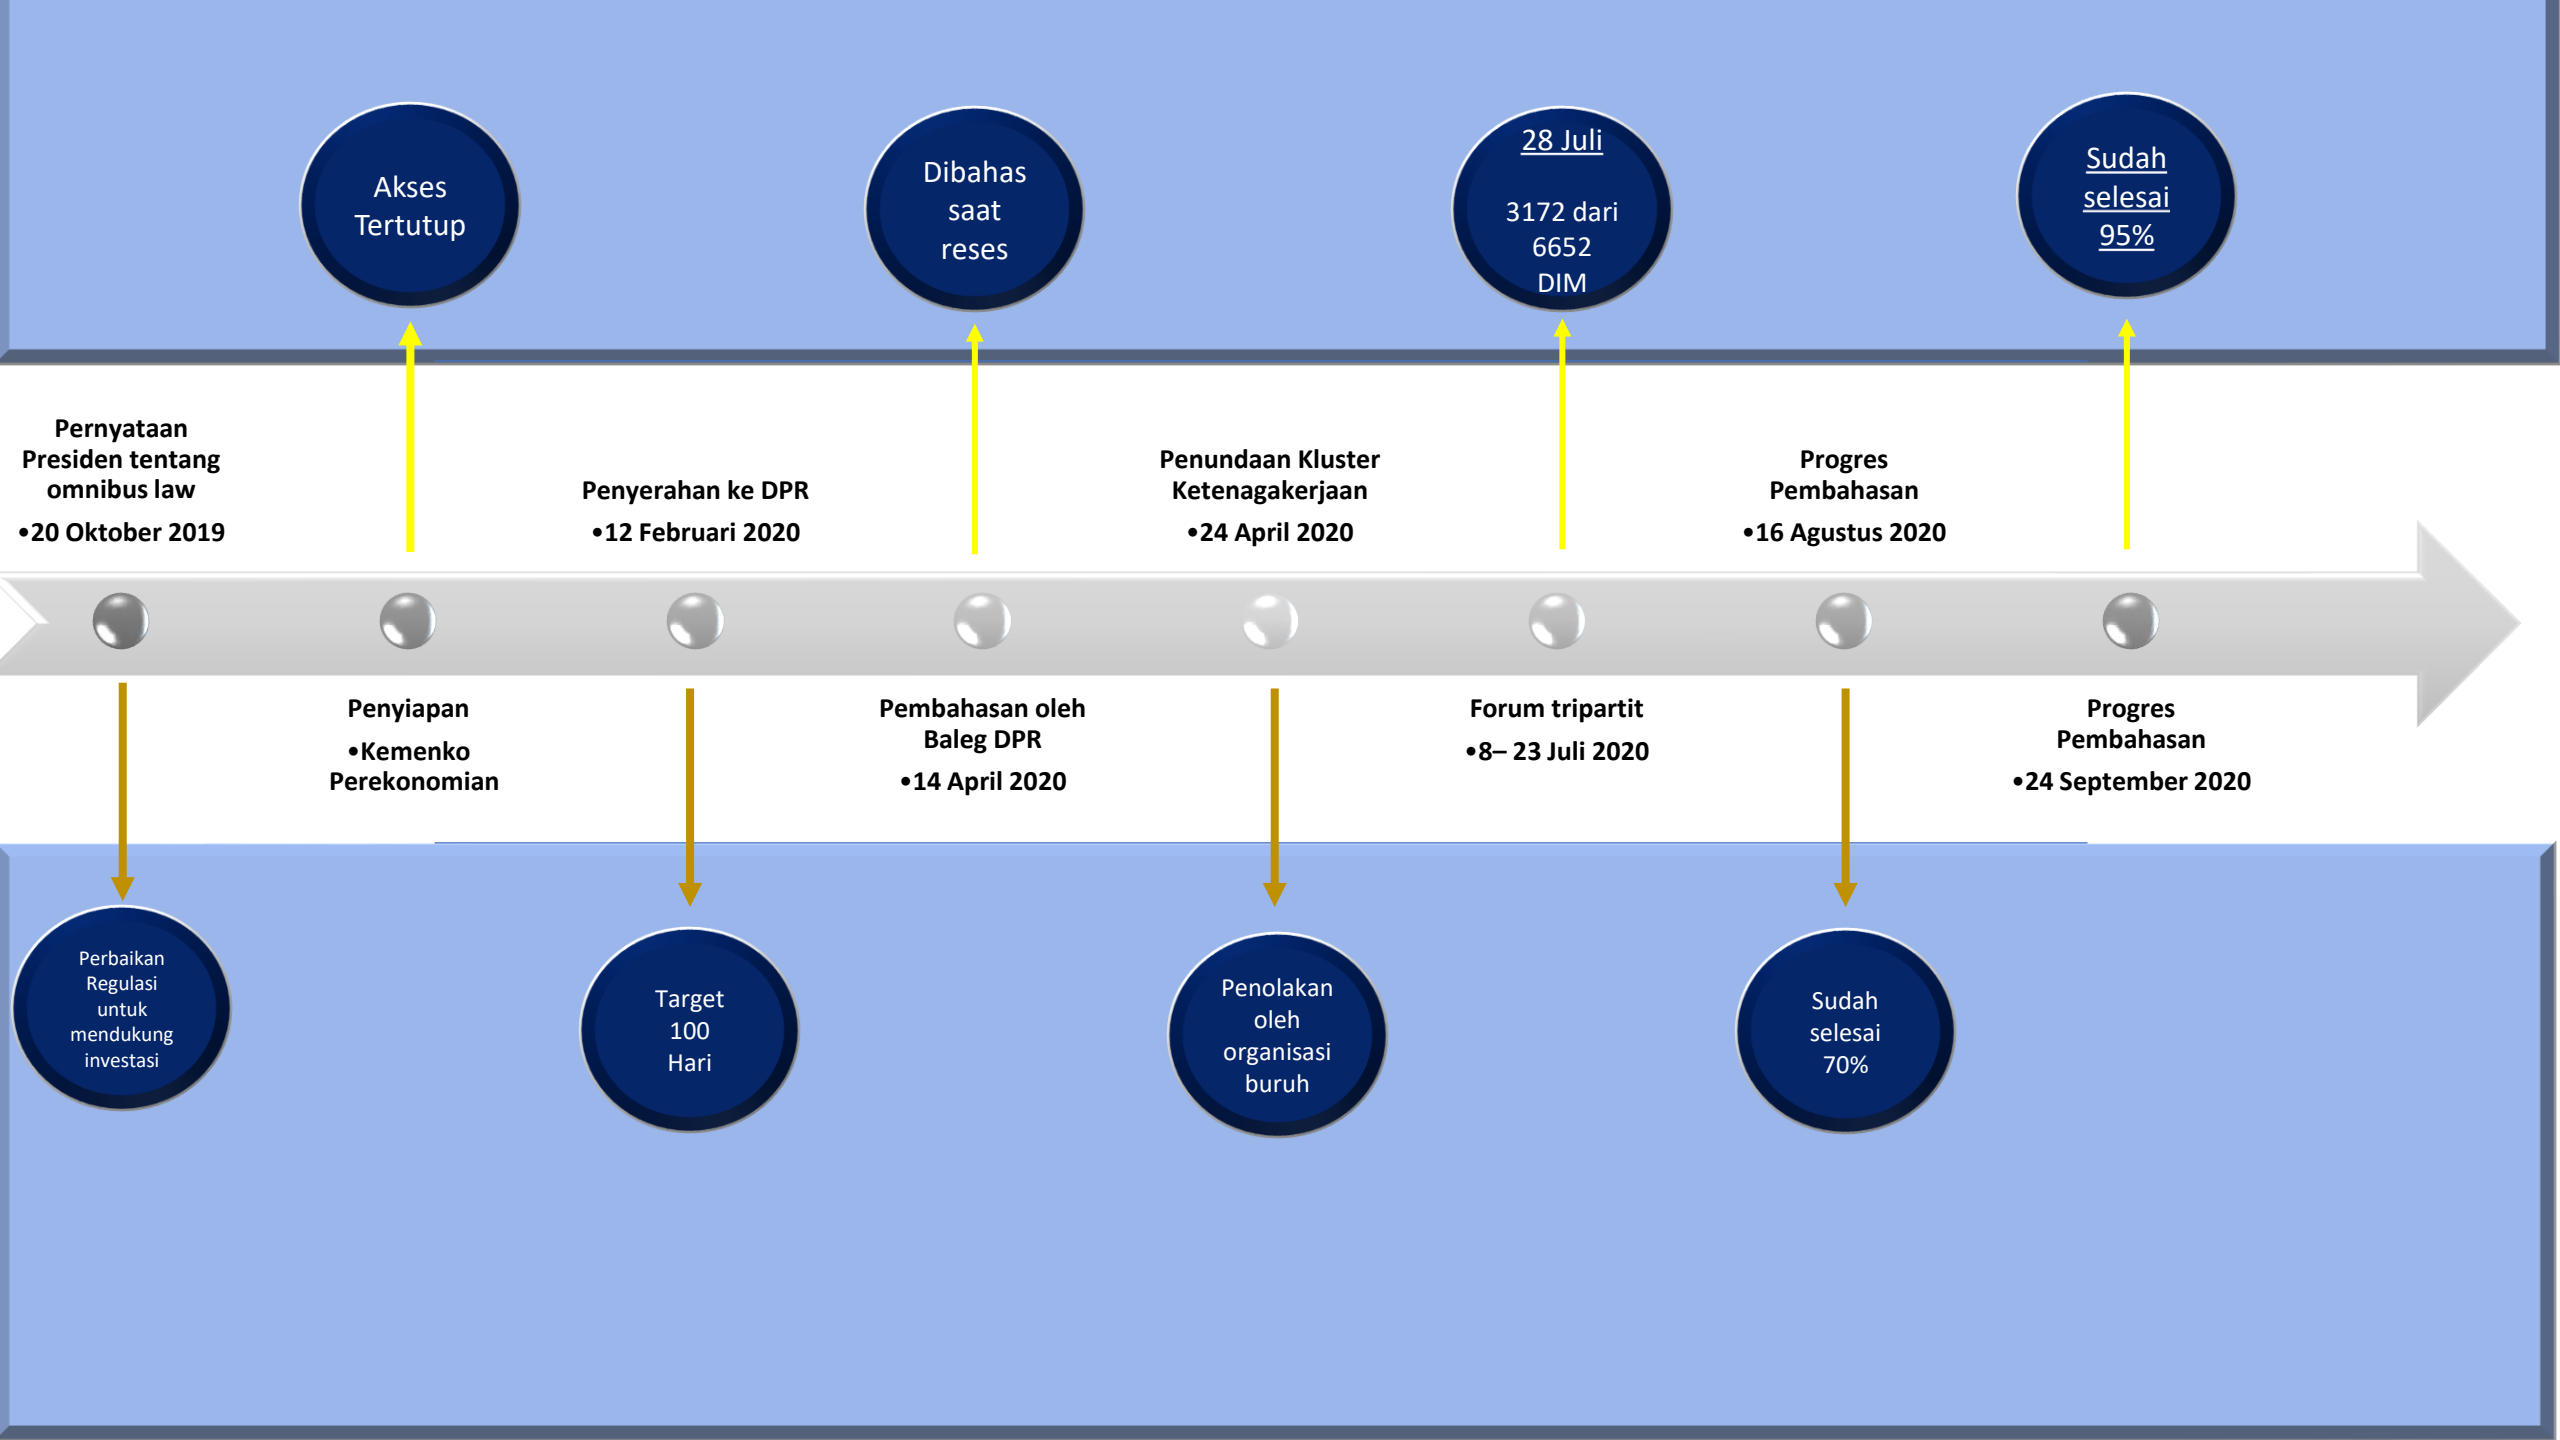 Akses
Tertutup
Dibahas
saat
reses
28 Juli
3172 dari
6652
DIM
Sudah
selesai
95%
Pernyataan
Presiden tentang
omnibus law
•20 Oktober 2019
Penyerahan ke DPR
•12 Februari 2020
Penundaan Kluster
Ketenagakerjaan
•24 April 2020
Progres
Pembahasan
•16 Agustus 2020
Penyiapan
•Kemenko
Perekonomian
Pembahasan oleh
Baleg DPR
•14 April 2020
Forum tripartit
•8– 23 Juli 2020
Progres
Pembahasan
•24 September 2020
Perbaikan
Regulasi
untuk
mendukung
investasi
Target
100
Hari
Penolakan
oleh
organisasi
buruh
Sudah
selesai
70%